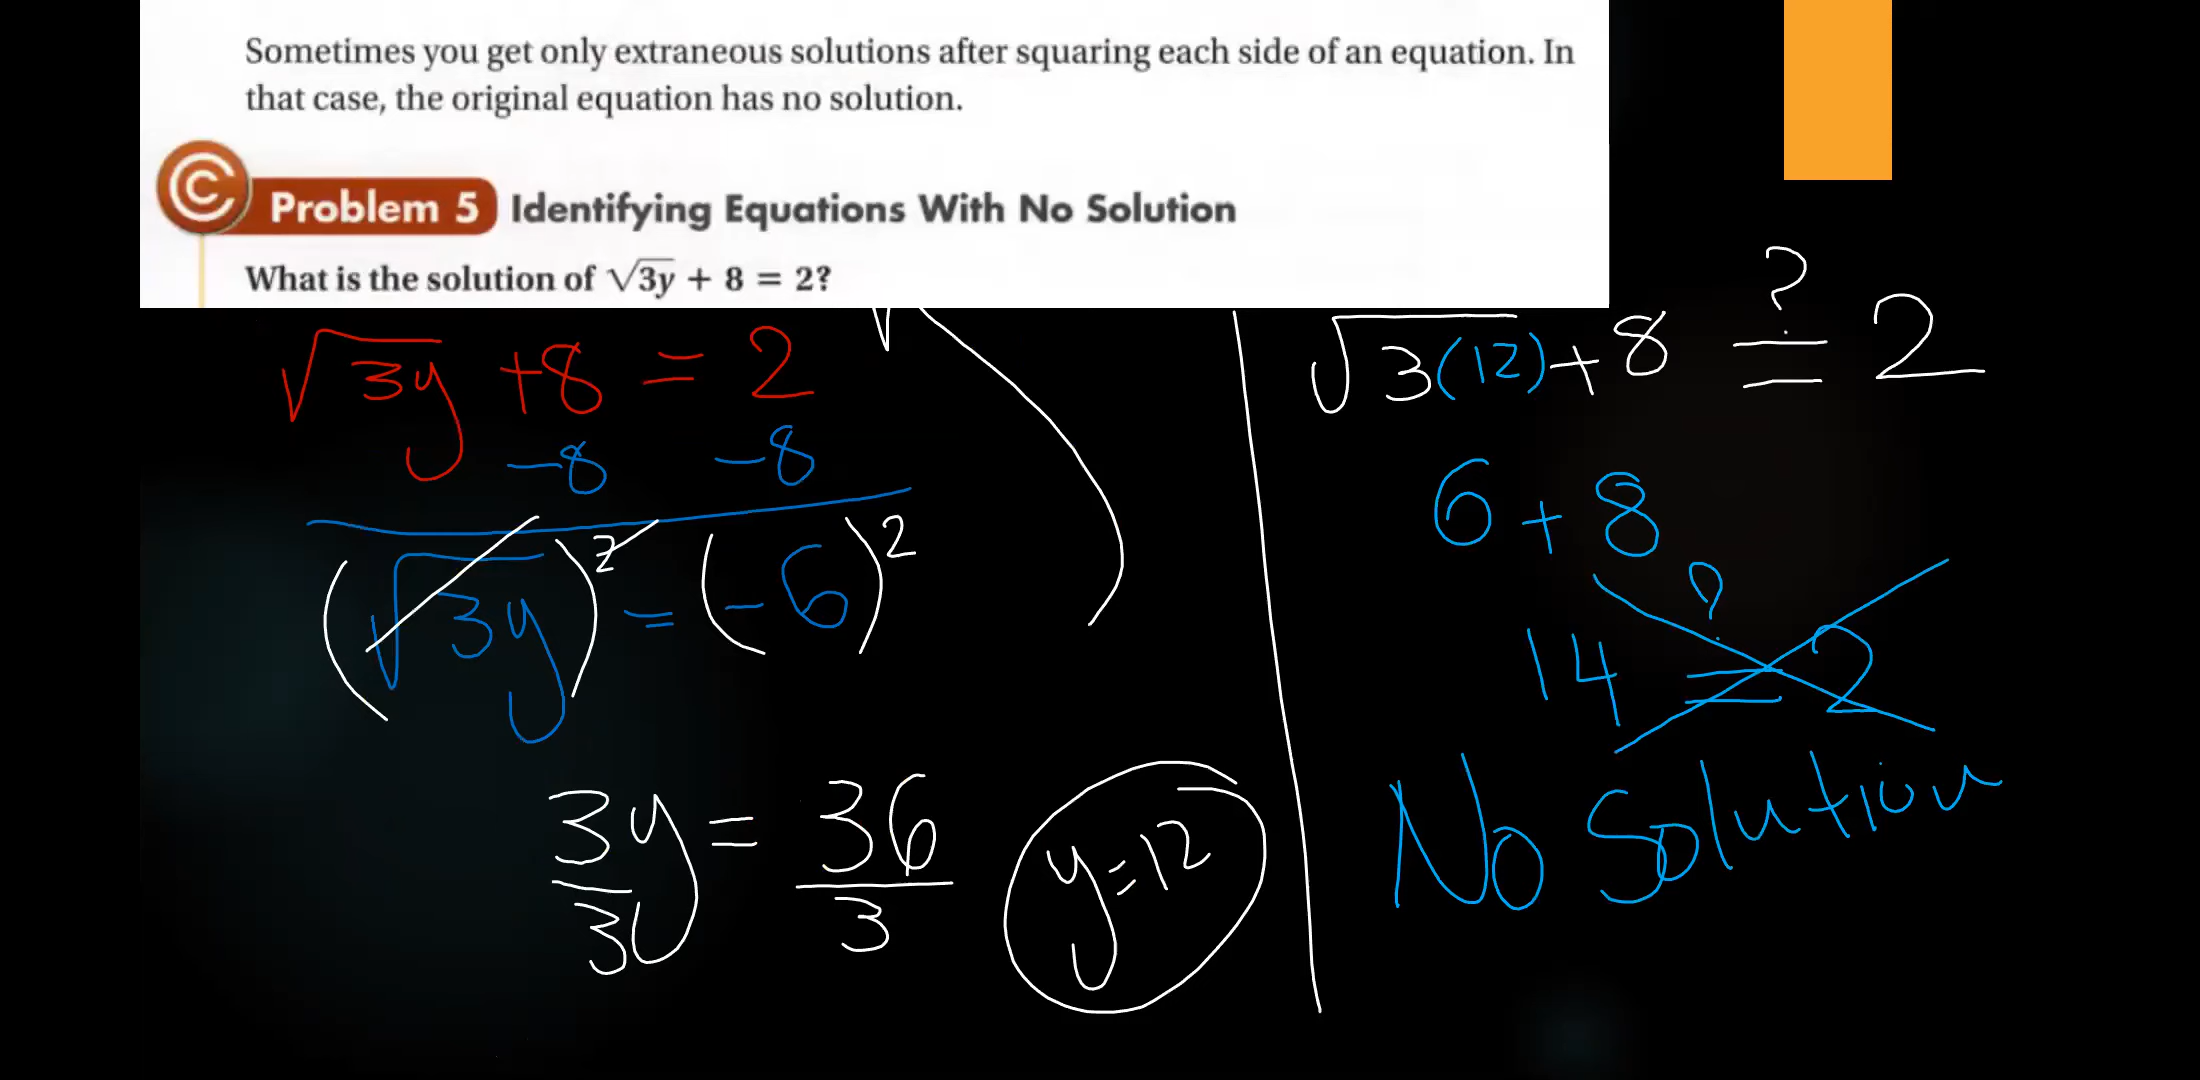 Sometimes you get only extraneous solutions after squaring each side of an equation. In
that case, the original equation has no solution.
C Problem 5 Identifying Equations With No Solution
What is the solution of √3y + 8 = 2?
√3y +8 = 2
-8 -8
(√3y)² = (-6)²
3y = 36
3 3
y=12
√3(12) + 8 ?= 2
6 + 8
14 ?= 2
No Solution